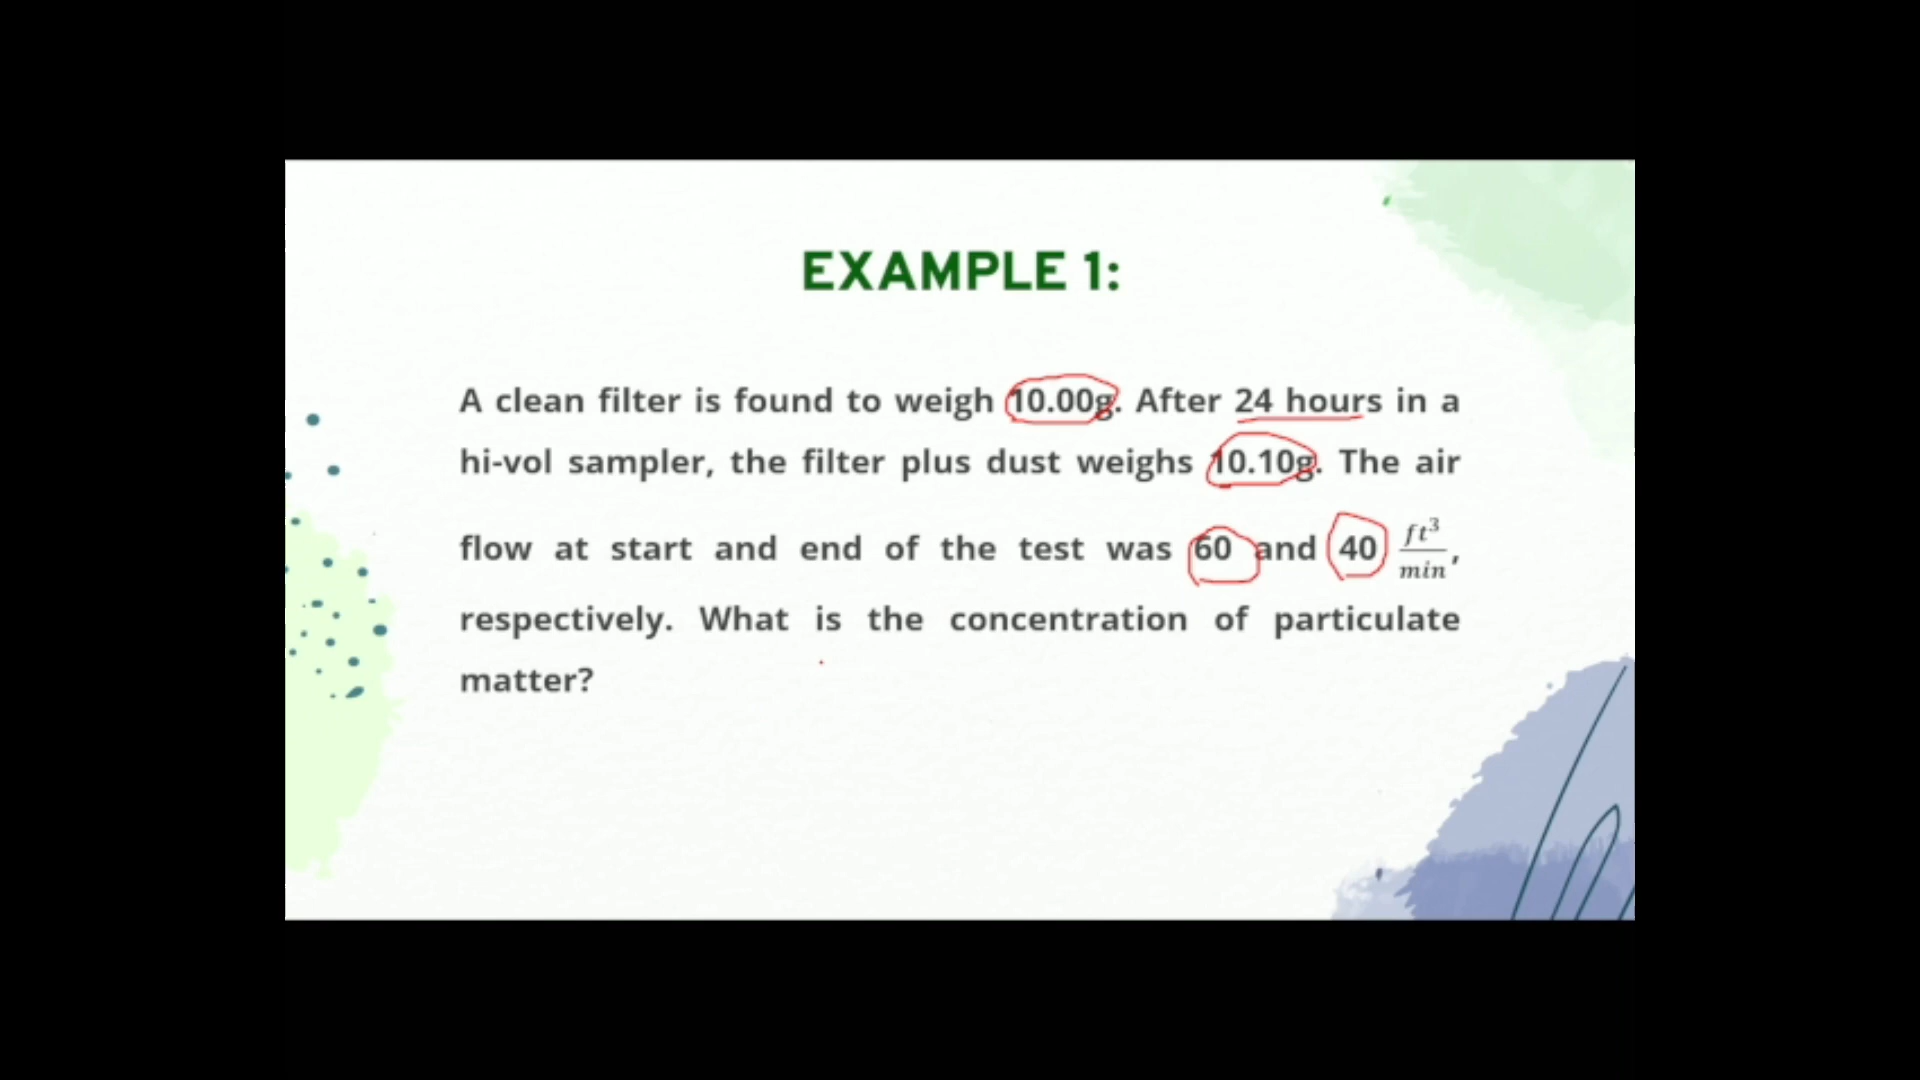 EXAMPLE 1:
A clean filter is found to weigh 10.00g. After 24 hours in a
hi-vol sampler, the filter plus dust weighs 10.10g. The air
flow at start and end of the test was 60 and 40 ft³/min,
respectively. What is the concentration of particulate
matter?